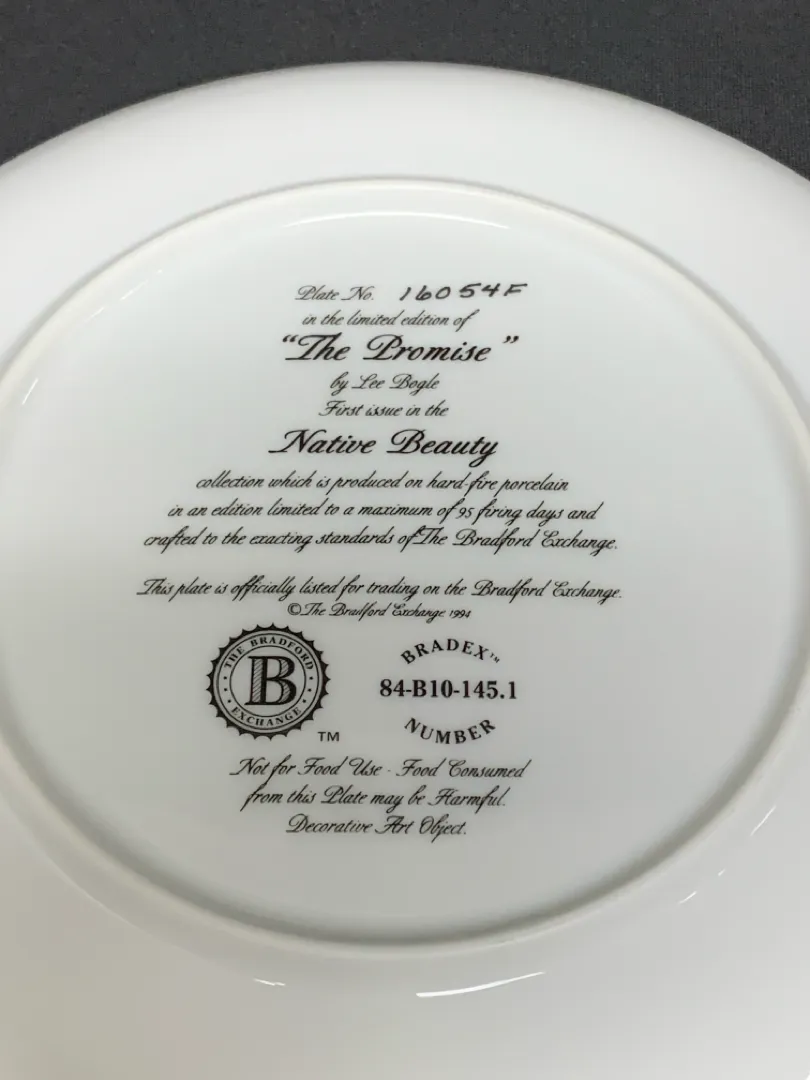 Plate No. 16054F
in the limited edition of
“The Promise”
by Lee Bogle
First issue in the
Native Beauty
collection which is produced on hard-fire porcelain
in an edition limited to a maximum of 95 firing days and
crafted to the exacting standards of The Bradford Exchange.
This plate is officially listed for trading on the Bradford Exchange.
©The Bradford Exchange 1994
THE BRADFORD
B
EXCHANGE
TM
BRADEX™
84-B10-145.1
NUMBER
Not for Food Use - Food Consumed
from this Plate may be Harmful.
Decorative Art Object.